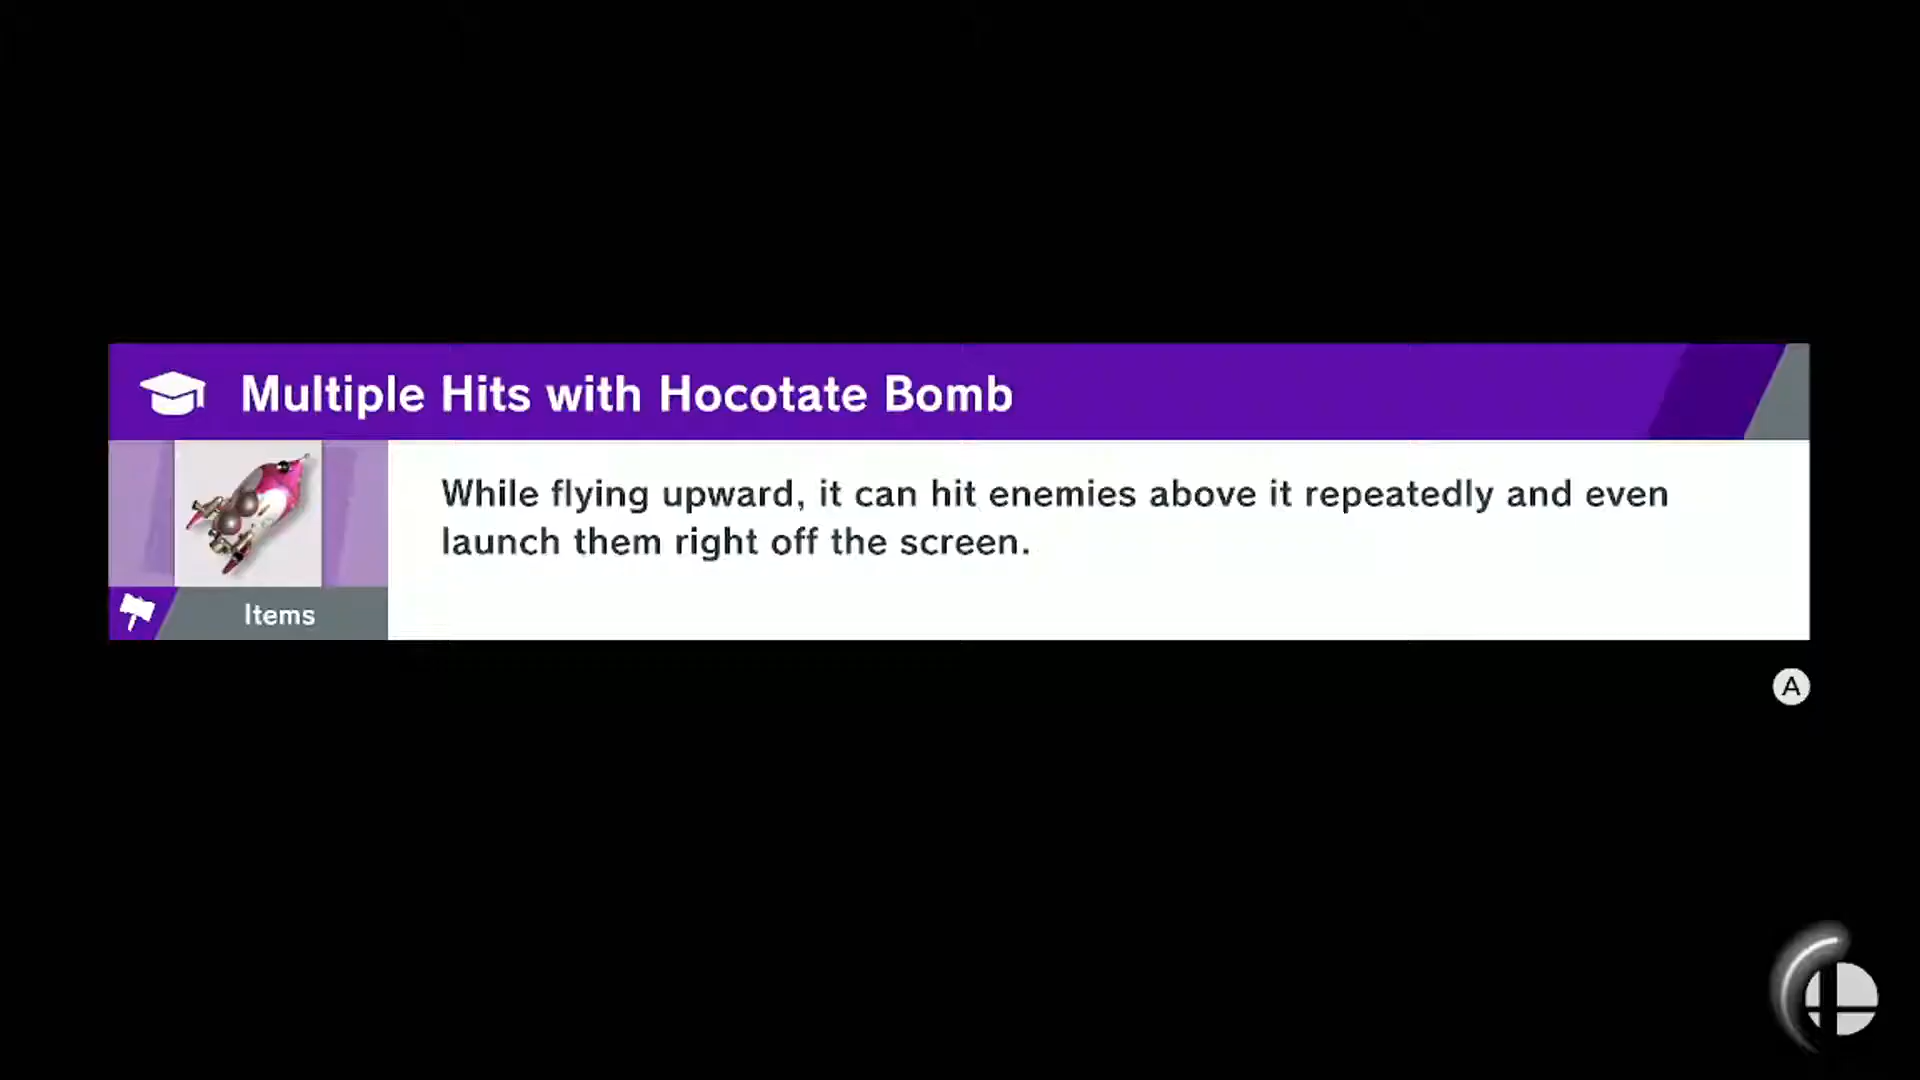 Multiple Hits with Hocotate Bomb
While flying upward, it can hit enemies above it repeatedly and even
launch them right off the screen.
Items
A